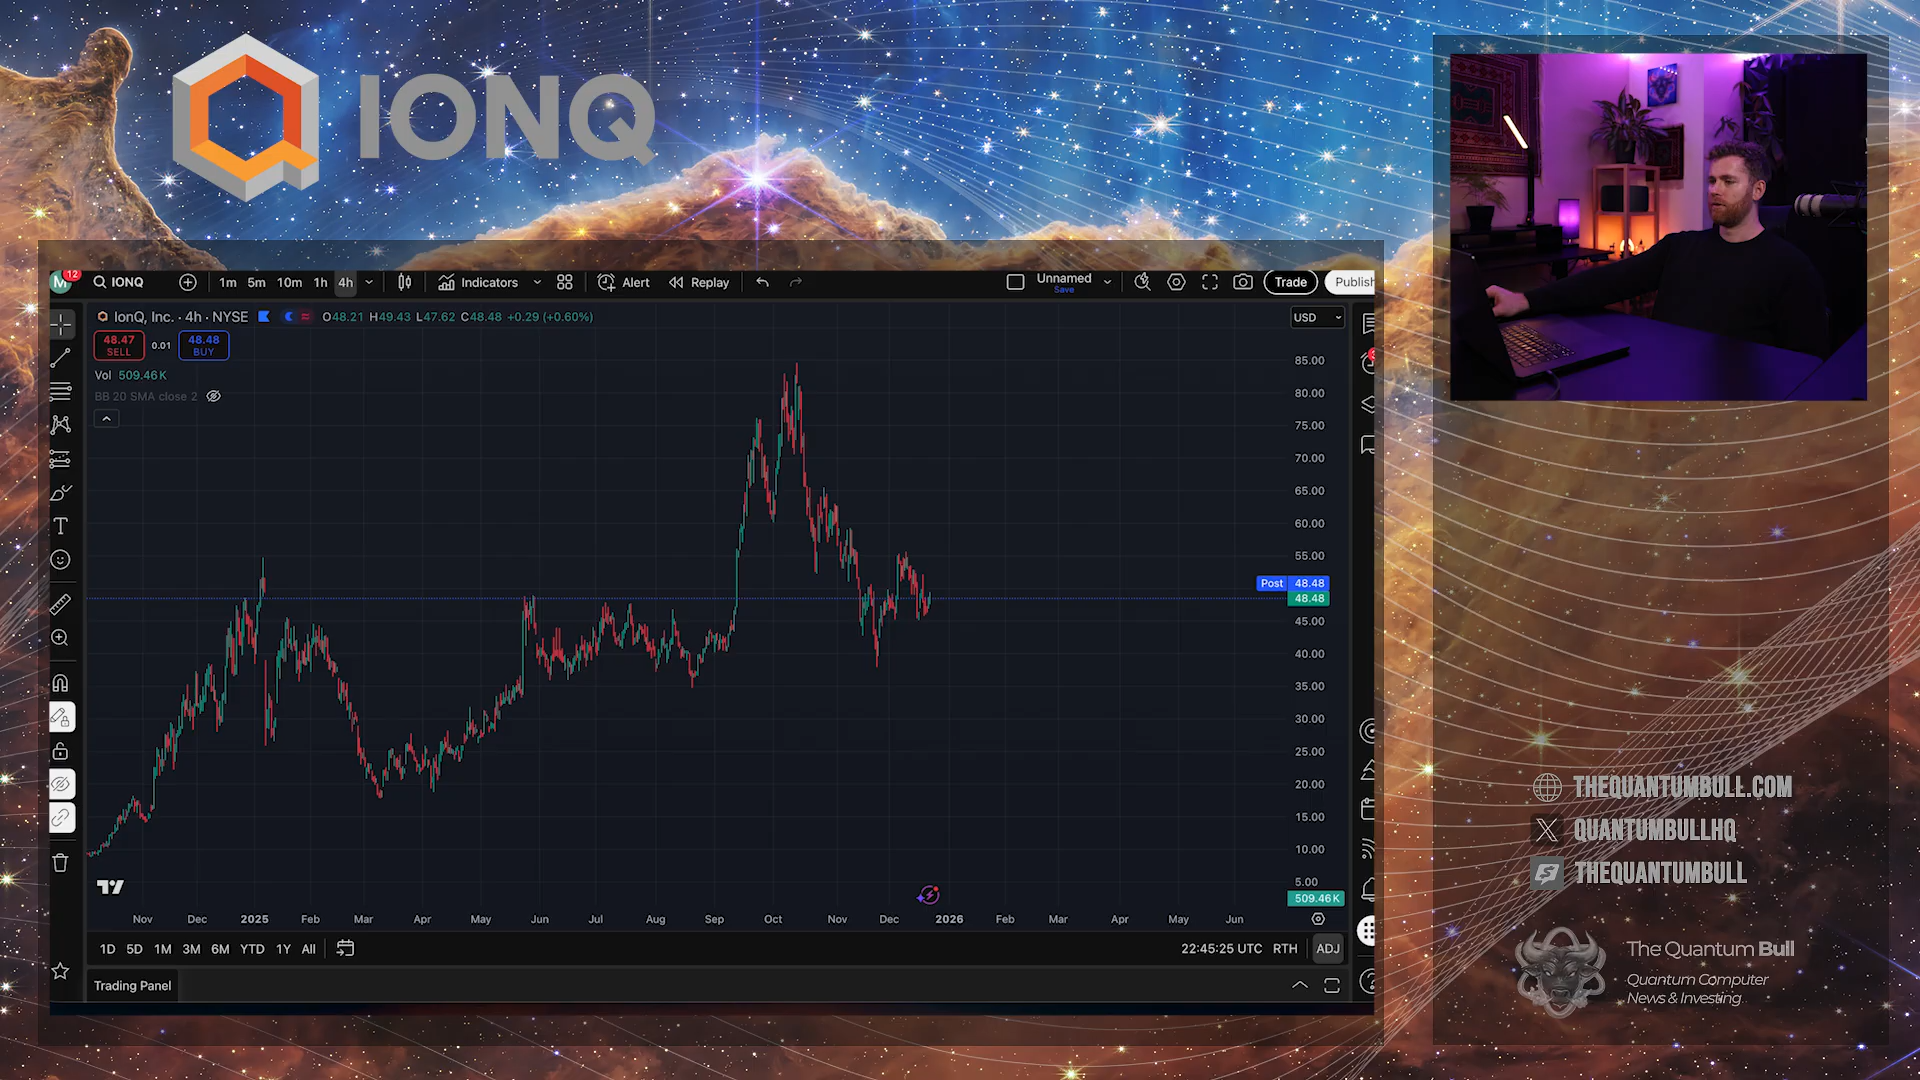 IONQ
M 12
IONQ
1m 5m 10m 1h 4h
Indicators
Alert
Replay
Unnamed
Save
Trade
Publish
IonQ, Inc. · 4h · NYSE
O48.21 H49.43 L47.62 C48.48 +0.29 (+0.60%)
USD
48.47
SELL
0.01
48.48
BUY
Vol 509.46K
BB 20 SMA close 2
85.00
80.00
75.00
70.00
65.00
60.00
55.00
Post 48.48
48.48
45.00
40.00
35.00
30.00
25.00
20.00
15.00
10.00
5.00
509.46K
Nov Dec 2025 Feb Mar Apr May Jun Jul Aug Sep Oct Nov Dec 2026 Feb Mar Apr May Jun
1D 5D 1M 3M 6M YTD 1Y All
22:45:25 UTC RTH ADJ
Trading Panel
THEQUANTUMBULL.COM
QUANTUMBULLHQ
THEQUANTUMBULL
The Quantum Bull
Quantum Computer
News & Investing